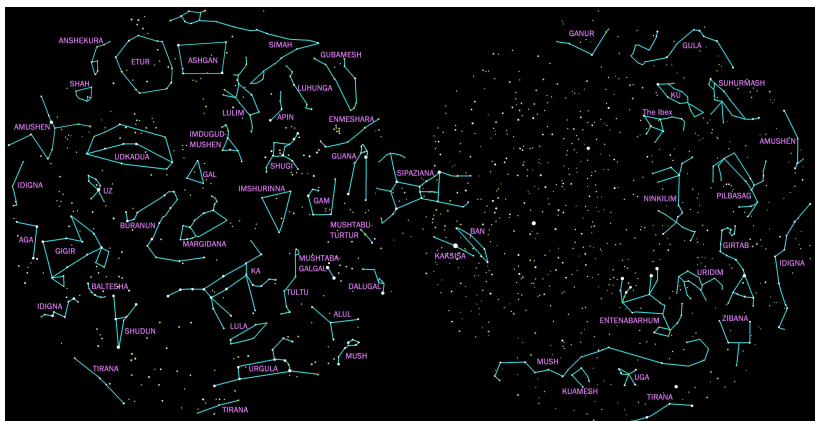 GANUR
ANSHEKURA
SIMAH
GULA
GUBAMESH
ETUR
ASHGAN
SHAH
LUHUNGA
SUHURMASH
KU
LULIM
APIN
The Ibex
ENMESHARA
AMUSHEN
IMDUGUD
MUSHEN
AMUSHEN
UDKADUA
GUANA
SHUGI
GAL
SIPAZIANA
IDIGNA
UZ
IMSHURINNA
GAM
NINKILIM
PILBASAG
BURANUN
MUSHTABU-
TURTUR
BAN
AGA
MARGIDANA
GIRTAB
GIGIR
KAKSISA
MUSHTABA-
GALGAL
IDIGNA
KA
URIDIM
BALTESHA
TULTU
DALUGAL
IDIGNA
ALUL
ENTENABARHUM
ZIBANA
SHUDUN
LULA
MUSH
MUSH
TIRANA
URGULA
UGA
KUAMESH
TIRANA
TIRANA